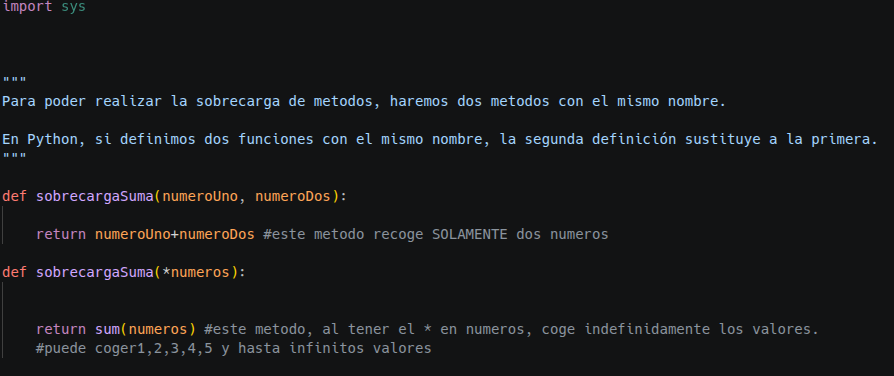 import sys
"""
Para poder realizar la sobrecarga de metodos, haremos dos metodos con el mismo nombre.
En Python, si definimos dos funciones con el mismo nombre, la segunda definición sustituye a la primera.
"""
def sobrecargaSuma(numeroUno, numeroDos):
    return numeroUno+numeroDos #este metodo recoge SOLAMENTE dos numeros
def sobrecargaSuma(*numeros):
    return sum(numeros) #este metodo, al tener el * en numeros, coge indefinidamente los valores.
    #puede coger1,2,3,4,5 y hasta infinitos valores